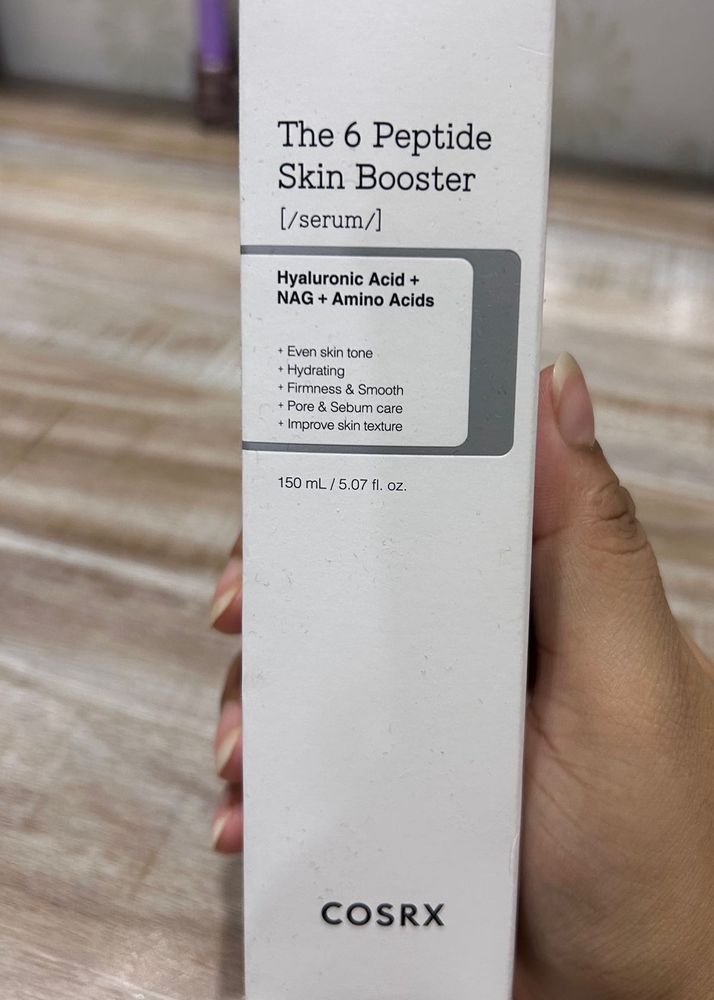 The 6 Peptide
Skin Booster
[/serum/]
Hyaluronic Acid +
NAG + Amino Acids
+ Even skin tone
+ Hydrating
+ Firmness & Smooth
+ Pore & Sebum care
+ Improve skin texture
150 mL / 5.07 fl. oz.
COSRX